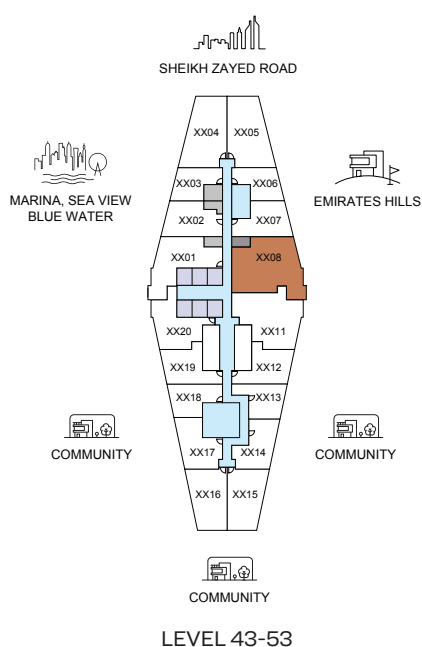 SHEIKH ZAYED ROAD
XX04 XX05
XX03 XX06
MARINA, SEA VIEW
BLUE WATER
EMIRATES HILLS
XX02 XX07
XX01 XX08
XX20 XX11
XX19 XX12
XX18 XX13
COMMUNITY
XX17 XX14
COMMUNITY
XX16 XX15
COMMUNITY
LEVEL 43-53